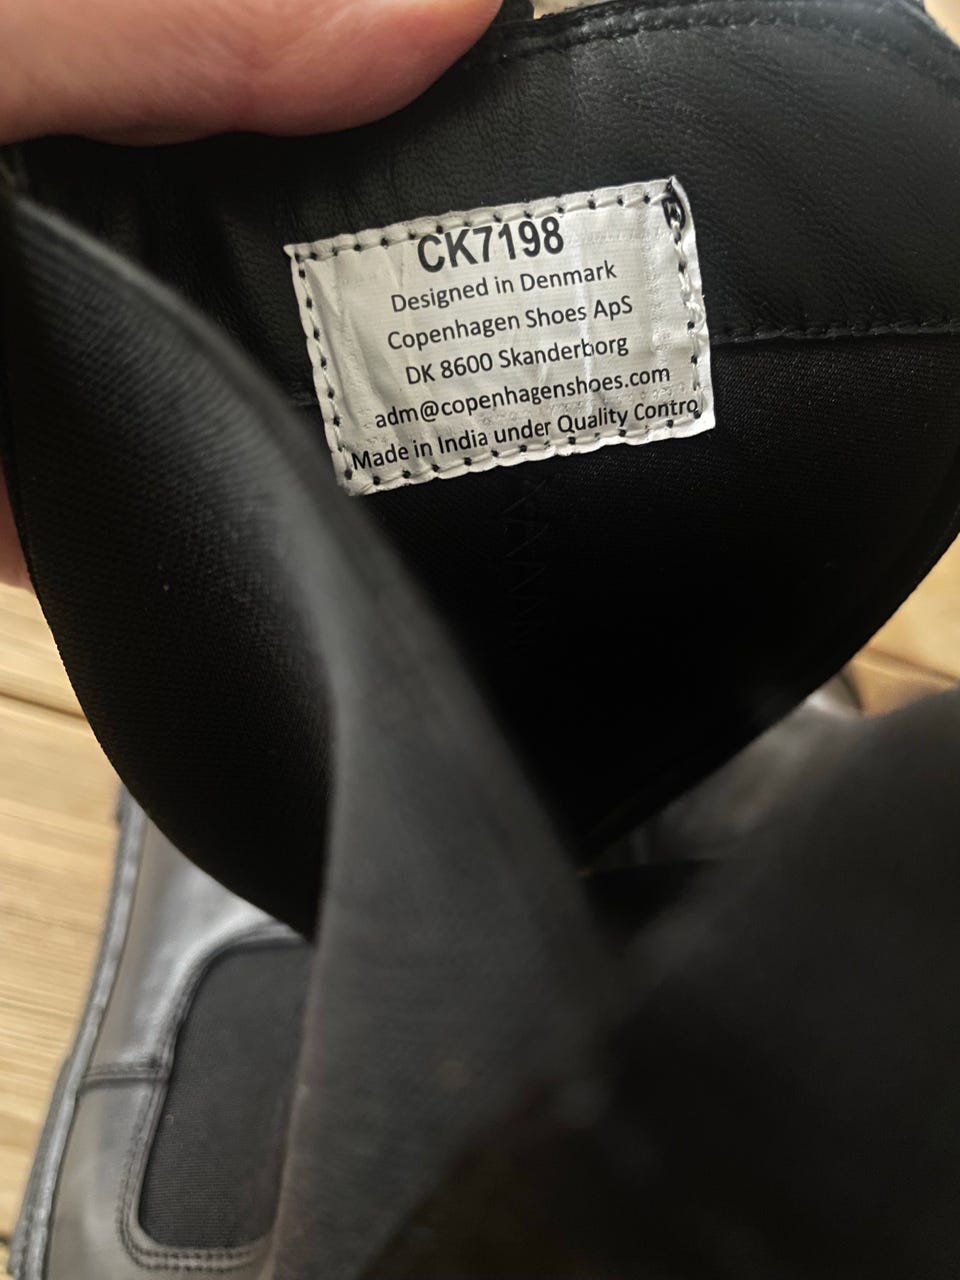 CK7198
Designed in Denmark
Copenhagen Shoes ApS
DK 8600 Skanderborg
adm@copenhagenshoes.com
Made in India under Quality Contro